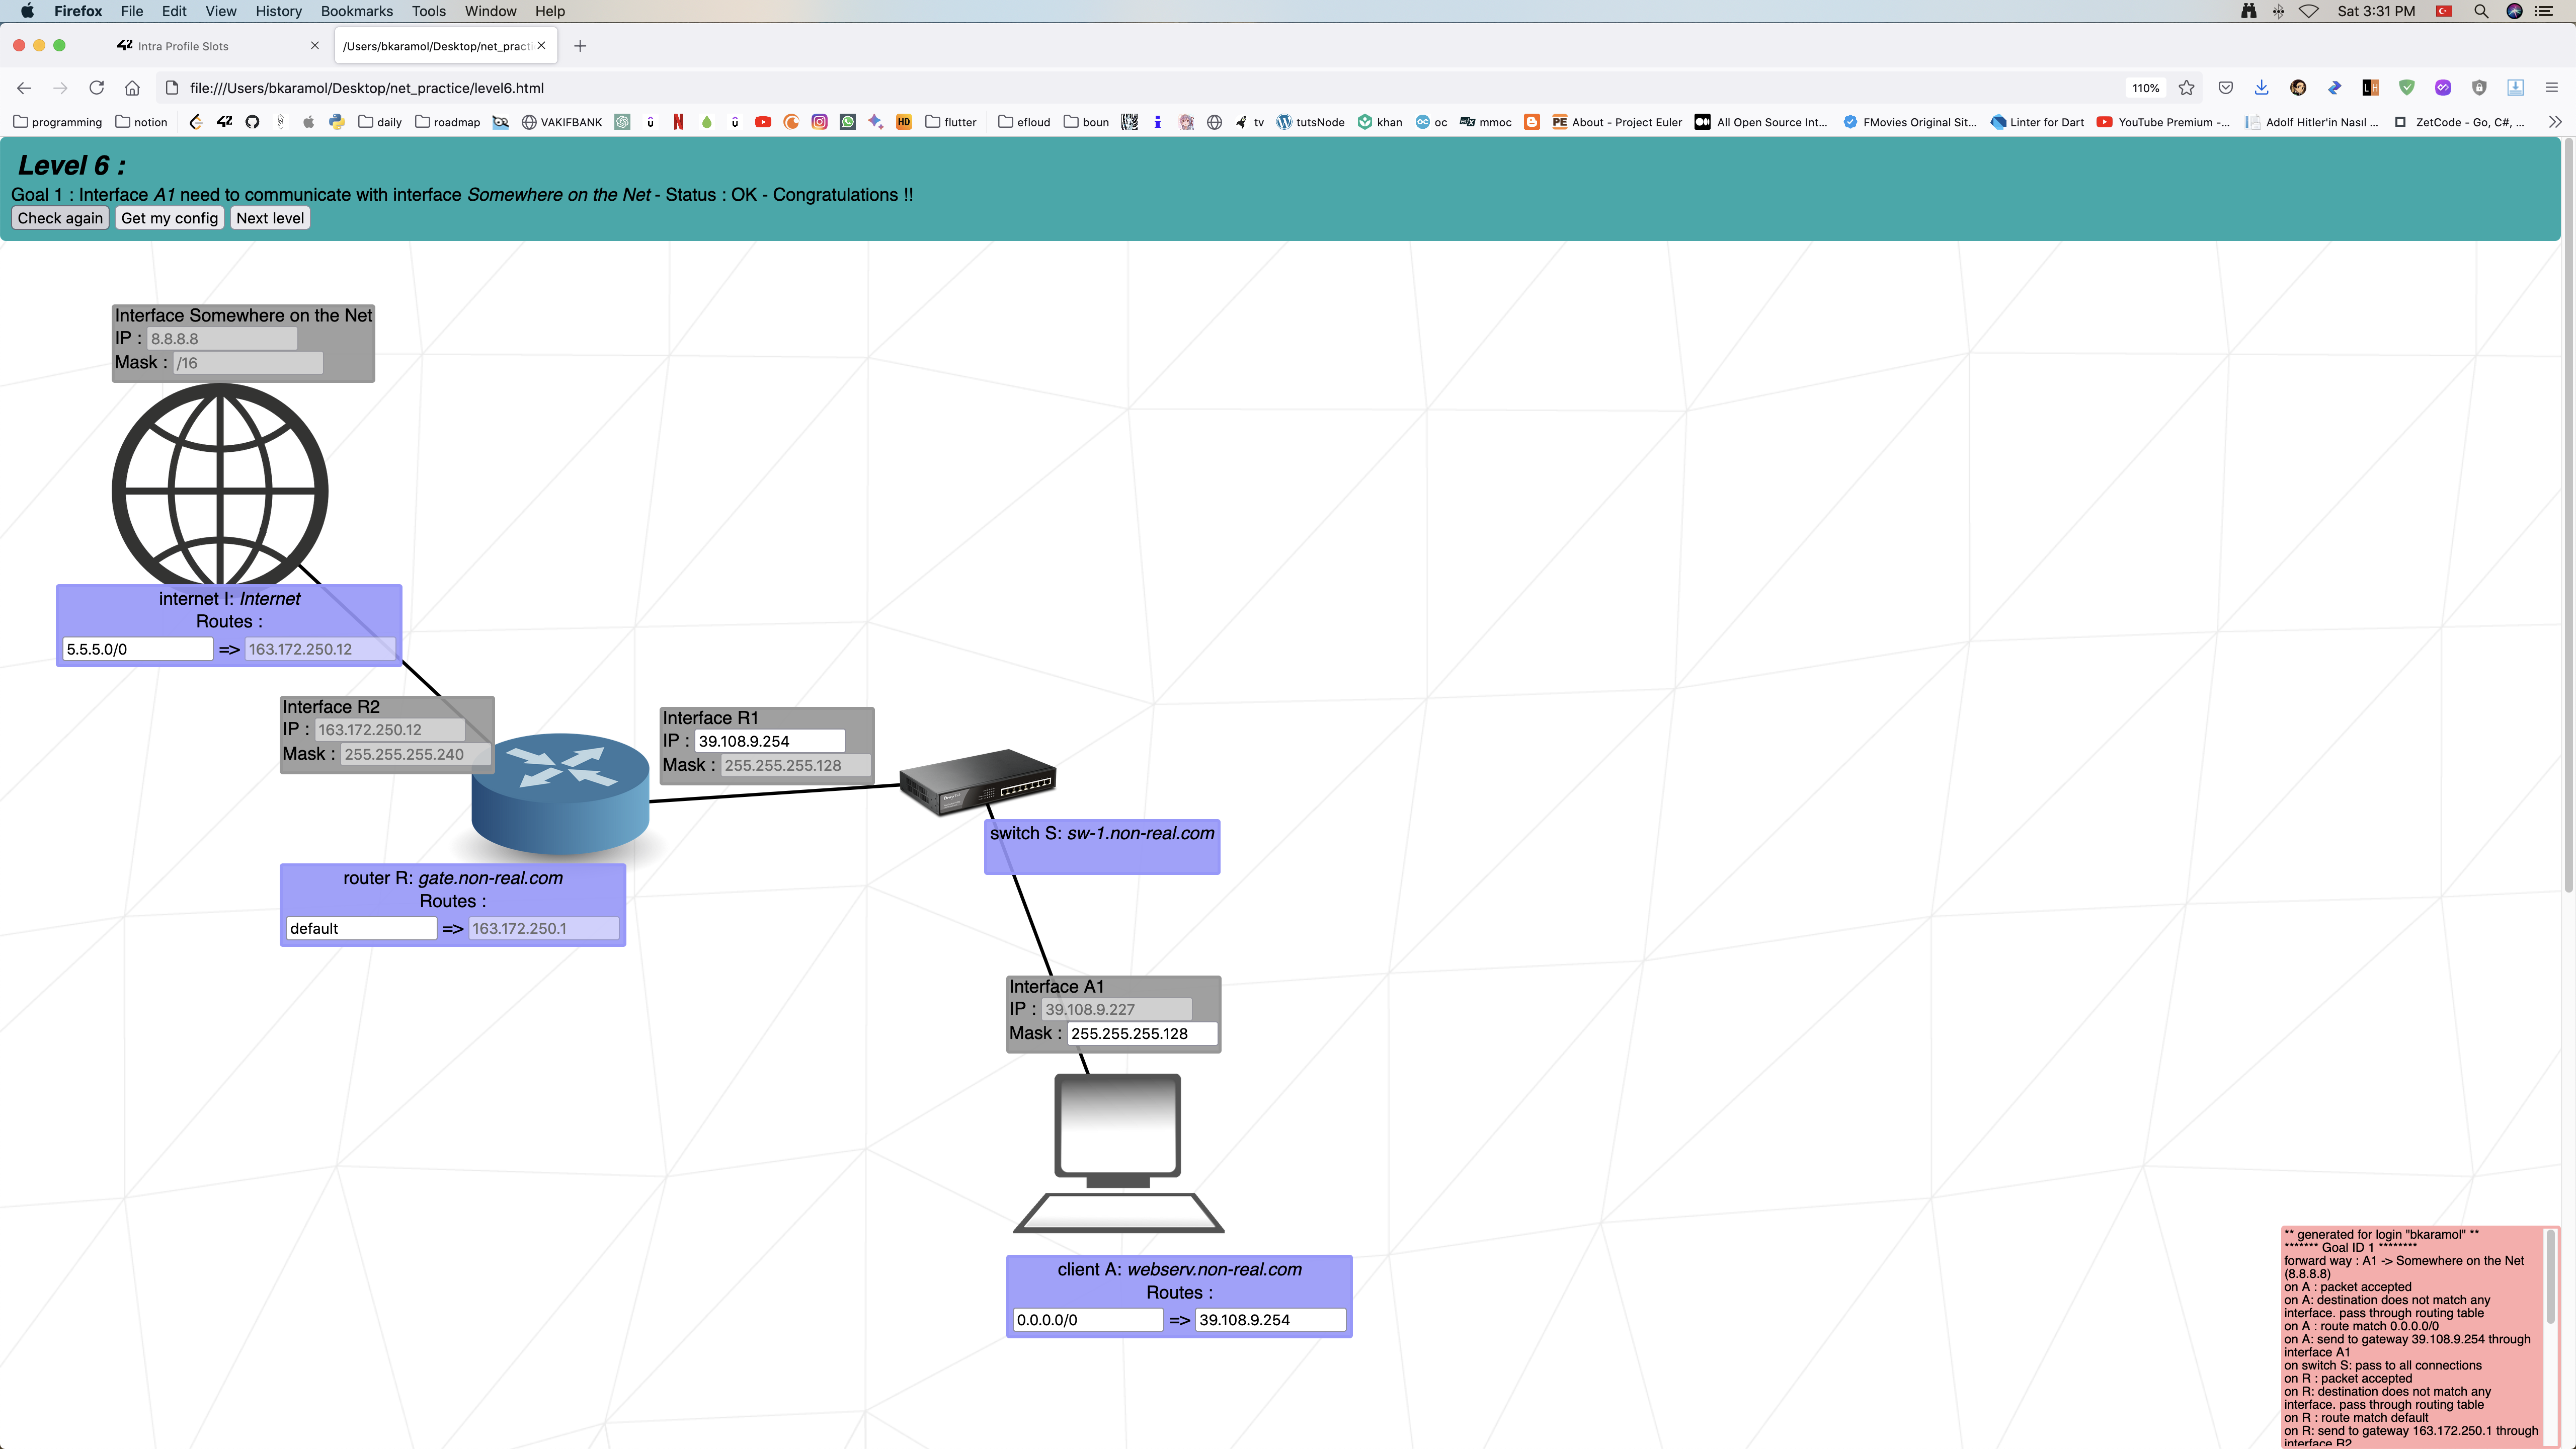 Firefox File Edit View History Bookmarks Tools Window Help
Sat 3:31 PM
42 Intra Profile Slots
/Users/bkaramol/Desktop/net_pract
file:///Users/bkaramol/Desktop/net_practice/level6.html
110%
programming notion 42 daily roadmap VAKIFBANK HD flutter efloud boun tv tutsNode khan oc mmoc About - Project Euler All Open Source Int... FMovies Original Sit... Linter for Dart YouTube Premium -... Adolf Hitler'in Nasıl ... ZetCode - Go, C#, ...
Level 6 :
Goal 1 : Interface A1 need to communicate with interface Somewhere on the Net - Status : OK - Congratulations !!
Check again Get my config Next level
Interface Somewhere on the Net
IP : 8.8.8.8
Mask : /16
internet I: Internet
Routes :
5.5.5.0/0 => 163.172.250.12
Interface R2
IP : 163.172.250.12
Mask : 255.255.255.240
Interface R1
IP : 39.108.9.254
Mask : 255.255.255.128
switch S: sw-1.non-real.com
router R: gate.non-real.com
Routes :
default => 163.172.250.1
Interface A1
IP : 39.108.9.227
Mask : 255.255.255.128
client A: webserv.non-real.com
Routes :
0.0.0.0/0 => 39.108.9.254
** generated for login "bkaramol" **
******* Goal ID 1 ********
forward way : A1 -> Somewhere on the Net
(8.8.8.8)
on A : packet accepted
on A: destination does not match any
interface. pass through routing table
on A : route match 0.0.0.0/0
on A: send to gateway 39.108.9.254 through
interface A1
on switch S: pass to all connections
on R : packet accepted
on R: destination does not match any
interface. pass through routing table
on R : route match default
on R: send to gateway 163.172.250.1 through
interface R2